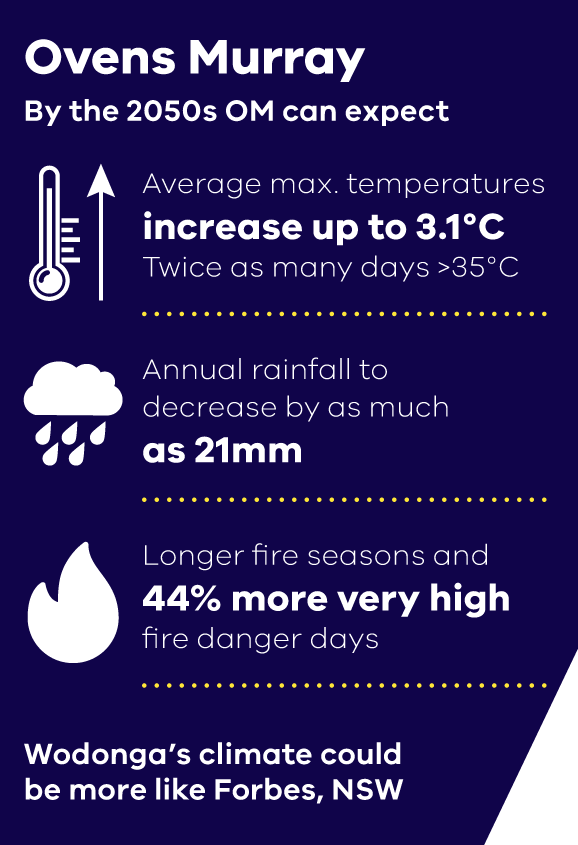 Ovens Murray
By the 2050s OM can expect
Average max. temperatures
increase up to 3.1°C
Twice as many days >35°C
Annual rainfall to
decrease by as much
as 21mm
Longer fire seasons and
44% more very high
fire danger days
Wodonga's climate could
be more like Forbes, NSW